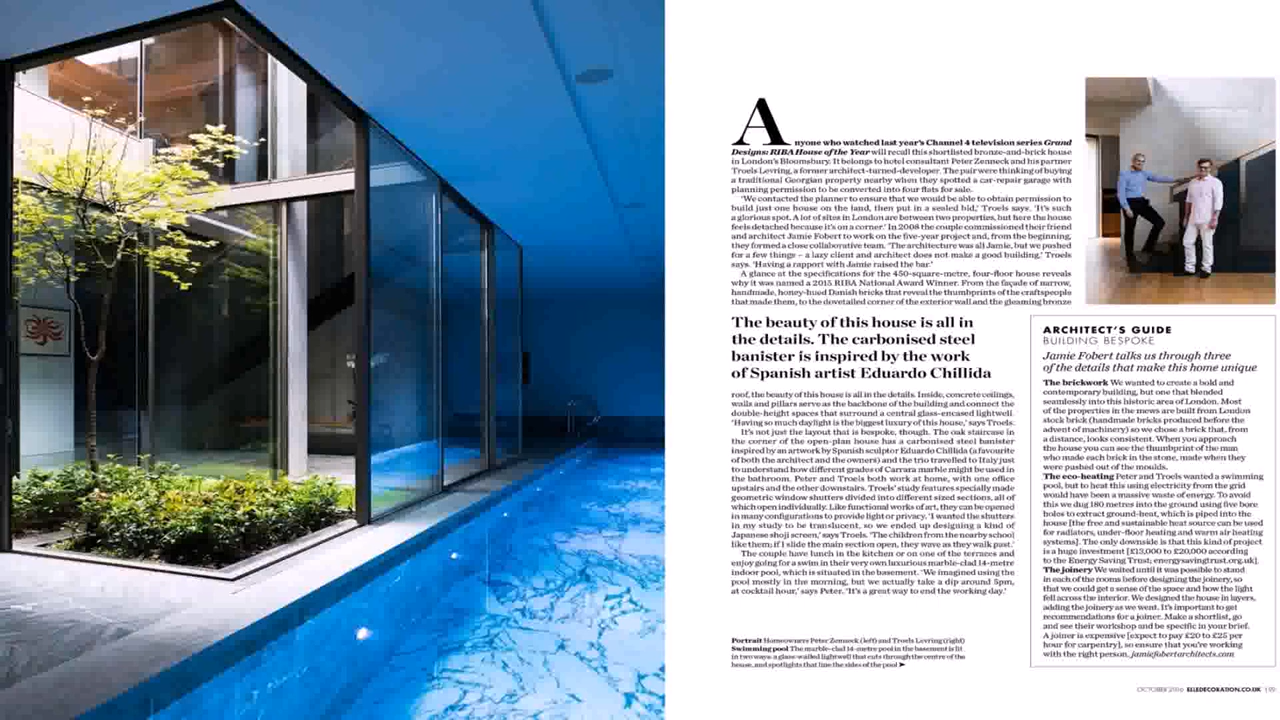 Anyone who watched last year's Channel 4 television series Grand
Designs: RIBA House of the Year will recall this shortlisted bronze-and-brick house
in London's Bloomsbury. It belongs to hotel consultant Peter Zenneck and his partner
Troels Levring, a former architect-turned-developer. The pair were thinking of buying
a traditional Georgian property nearby when they spotted a car-repair garage with
planning permission to be converted into four flats for sale.
'We contacted the planner to ensure that we would be able to obtain permission to
build just one house on the land, then put in a sealed bid,' Troels says. 'It's such
a glorious spot. A lot of sites in London are between two properties, but here the house
feels detached because it's on a corner.' In 2008 the couple commissioned their friend
and architect Jamie Fobert to work on the five-year project and, from the beginning,
they formed a close collaborative team. 'The architecture was all Jamie, but we pushed
for a few things – a lazy client and architect does not make a good building,' Troels
says. 'Having a rapport with Jamie raised the bar.'
A glance at the specifications for the 450-square-metre, four-floor house reveals
why it was named a 2015 RIBA National Award Winner. From the façade of narrow,
handmade, honey-hued Danish bricks that reveal the thumbprints of the craftspeople
that made them, to the dovetailed corner of the exterior wall and the gleaming bronze
The beauty of this house is all in
the details. The carbonised steel
banister is inspired by the work
of Spanish artist Eduardo Chillida
roof, the beauty of this house is all in the details. Inside, concrete ceilings,
walls and pillars serve as the backbone of the building and connect the
double-height spaces that surround a central glass-encased lightwell.
'Having so much daylight is the biggest luxury of this house,' says Troels.
It's not just the layout that is bespoke, though. The oak staircase in
the corner of the open-plan house has a carbonised steel banister
inspired by an artwork by Spanish sculptor Eduardo Chillida (a favourite
of both the architect and the owners) and the trio travelled to Italy just
to understand how different grades of Carrara marble might be used in
the bathroom. Peter and Troels both work at home, with one office
upstairs and the other downstairs. Troels' study features specially made
geometric window shutters divided into different sized sections, all of
which open individually. Like functional works of art, they can be opened
in many configurations to provide light or privacy. 'I wanted the shutters
in my study to be translucent, so we ended up designing a kind of
Japanese shoji screen,' says Troels. 'The children from the nearby school
like them; if I slide the main section open, they wave as they walk past.'
The couple have lunch in the kitchen or on one of the terraces and
enjoy going for a swim in their very own luxurious marble-clad 14-metre
indoor pool, which is situated in the basement. 'We imagined using the
pool mostly in the morning, but we actually take a dip around 5pm,
at cocktail hour,' says Peter. 'It's a great way to end the working day.'
Portrait Homeowners Peter Zenneck (left) and Troels Levring (right)
Swimming pool The marble-clad 14-metre pool in the basement is lit
in two ways: a glass-walled lightwell that cuts through the centre of the
house, and spotlights that line the sides of the pool ➤
ARCHITECT'S GUIDE
BUILDING BESPOKE
Jamie Fobert talks us through three
of the details that make this home unique
The brickwork We wanted to create a bold and
contemporary building, but one that blended
seamlessly into this historic area of London. Most
of the properties in the mews are built from London
stock brick (handmade bricks produced before the
advent of machinery) so we chose a brick that, from
a distance, looks consistent. When you approach
the house you can see the thumbprint of the man
who made each brick in the stone, made when they
were pushed out of the moulds.
The eco-heating Peter and Troels wanted a swimming
pool, but to heat this using electricity from the grid
would have been a massive waste of energy. To avoid
this we dug 180 metres into the ground using five bore
holes to extract ground-heat, which is piped into the
house [the free and sustainable heat source can be used
for radiators, under-floor heating and warm air heating
systems]. The only downside is that this kind of project
is a huge investment [£13,000 to £20,000 according
to the Energy Saving Trust; energysavingtrust.org.uk].
The joinery We waited until it was possible to stand
in each of the rooms before designing the joinery, so
that we could get a sense of the space and how the light
fell across the interior. We designed the house in layers,
adding the joinery as we went. It's important to get
recommendations for a joiner. Make a shortlist, go
and see their workshop and be specific in your brief.
A joiner is expensive [expect to pay £20 to £25 per
hour for carpentry], so ensure that you're working
with the right person. jamiefobertarchitects.com
OCTOBER 2016 ELLEDECORATION.CO.UK